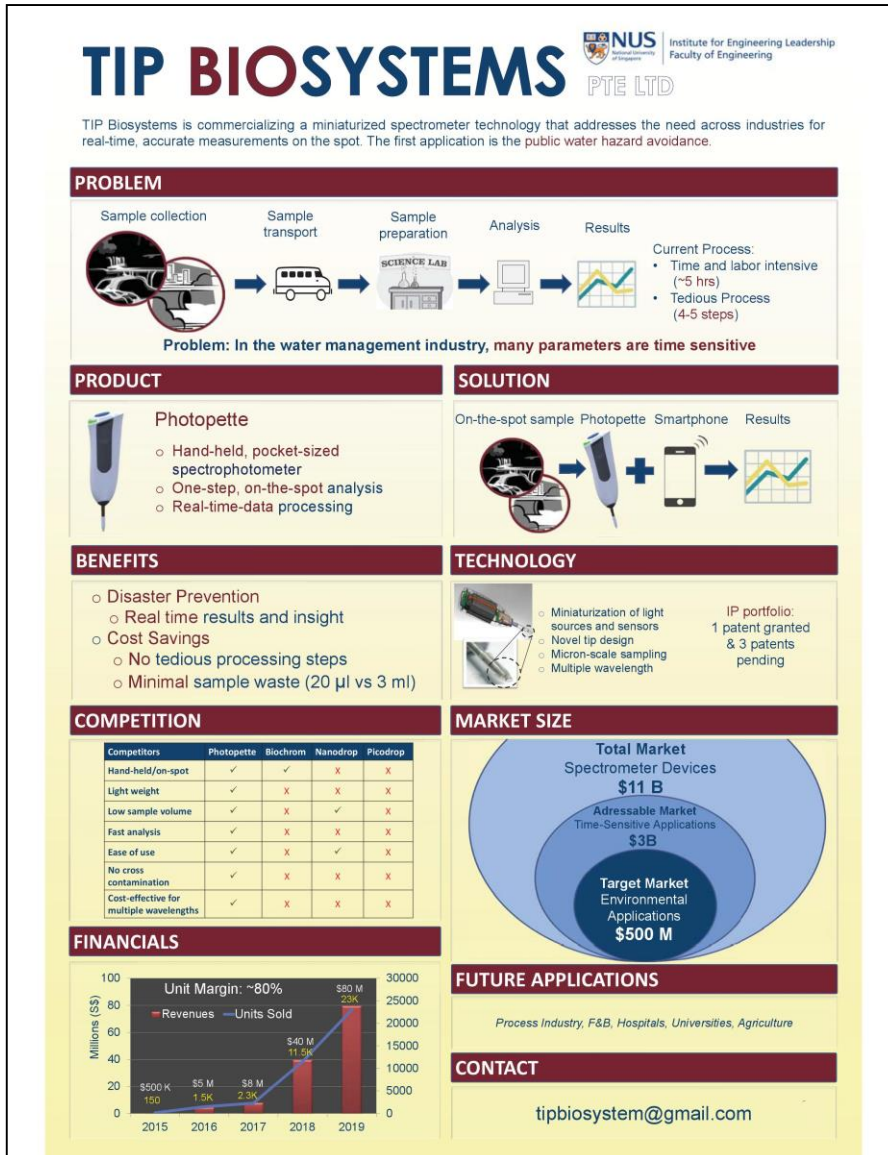 TIP BIOSYSTEMS
PTE LTD
NUS
National University
of Singapore
Institute for Engineering Leadership
Faculty of Engineering
TIP Biosystems is commercializing a miniaturized spectrometer technology that addresses the need across industries for
real-time, accurate measurements on the spot. The first application is the public water hazard avoidance.
PROBLEM
Sample collection
Sample
transport
Sample
preparation
Analysis
Results
SCIENCE LAB
Current Process:
• Time and labor intensive
(~5 hrs)
• Tedious Process
(4-5 steps)
Problem: In the water management industry, many parameters are time sensitive
PRODUCT
Photopette
○ Hand-held, pocket-sized
spectrophotometer
○ One-step, on-the-spot analysis
○ Real-time-data processing
SOLUTION
On-the-spot sample Photopette Smartphone Results
BENEFITS
○ Disaster Prevention
○ Real time results and insight
○ Cost Savings
○ No tedious processing steps
○ Minimal sample waste (20 µl vs 3 ml)
TECHNOLOGY
○ Miniaturization of light
sources and sensors
○ Novel tip design
○ Micron-scale sampling
○ Multiple wavelength
IP portfolio:
1 patent granted
& 3 patents
pending
COMPETITION
Competitors Photopette Biochrom Nanodrop Picodrop
Hand-held/on-spot ✓ ✓ X X
Light weight ✓ X X X
Low sample volume ✓ X ✓ X
Fast analysis ✓ X X X
Ease of use ✓ X ✓ X
No cross
contamination ✓ X X X
Cost-effective for
multiple wavelengths ✓ X X X
MARKET SIZE
Total Market
Spectrometer Devices
$11 B
Adressable Market
Time-Sensitive Applications
$3B
Target Market
Environmental
Applications
$500 M
FINANCIALS
Unit Margin: ~80%
Revenues Units Sold
Millions (S$)
100
80
60
40
20
0
30000
25000
20000
15000
10000
5000
0
$500 K
150
$5 M
1.5K
$8 M
2.3K
$40 M
11.5K
$80 M
23K
2015 2016 2017 2018 2019
FUTURE APPLICATIONS
Process Industry, F&B, Hospitals, Universities, Agriculture
CONTACT
tipbiosystem@gmail.com